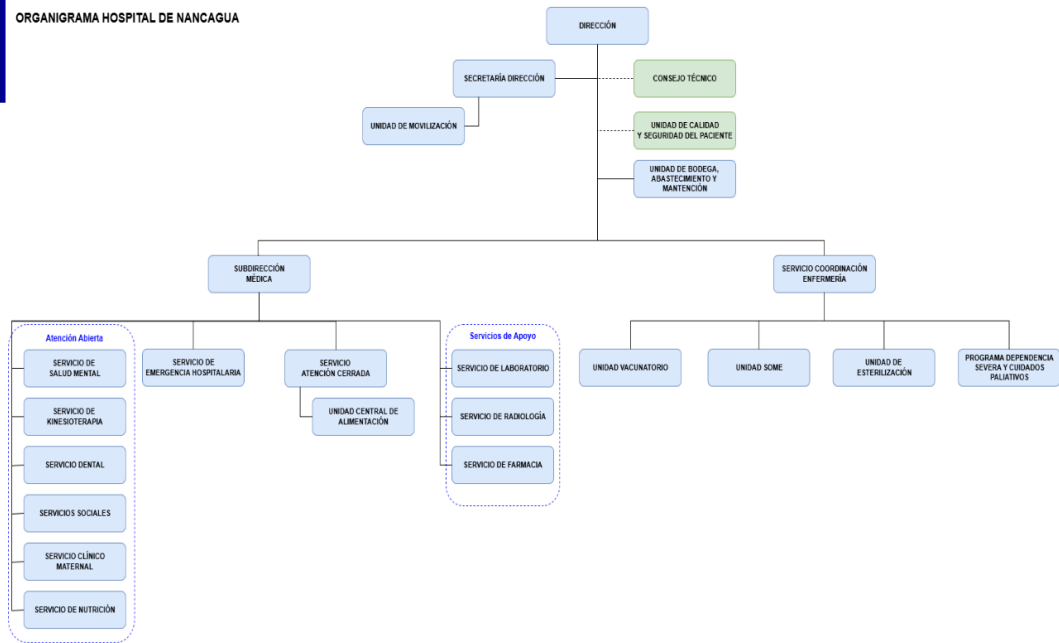 ORGANIGRAMA HOSPITAL DE NANCAGUA
DIRECCIÓN
SECRETARÍA DIRECCIÓN
CONSEJO TÉCNICO
UNIDAD DE MOVILIZACIÓN
UNIDAD DE CALIDAD
Y SEGURIDAD DEL PACIENTE
UNIDAD DE BODEGA,
ABASTECIMIENTO Y
MANTENCIÓN
SUBDIRECCIÓN
MÉDICA
SERVICIO COORDINACIÓN
ENFERMERÍA
Atención Abierta
SERVICIO DE
SALUD MENTAL
SERVICIO DE
KINESIOTERAPIA
SERVICIO DENTAL
SERVICIOS SOCIALES
SERVICIO CLÍNICO
MATERNAL
SERVICIO DE NUTRICIÓN
SERVICIO DE
EMERGENCIA HOSPITALARIA
SERVICIO
ATENCIÓN CERRADA
UNIDAD CENTRAL DE
ALIMENTACIÓN
Servicios de Apoyo
SERVICIO DE LABORATORIO
SERVICIO DE RADIOLOGÍA
SERVICIO DE FARMACIA
UNIDAD VACUNATORIO
UNIDAD SOME
UNIDAD DE
ESTERILIZACIÓN
PROGRAMA DEPENDENCIA
SEVERA Y CUIDADOS
PALIATIVOS